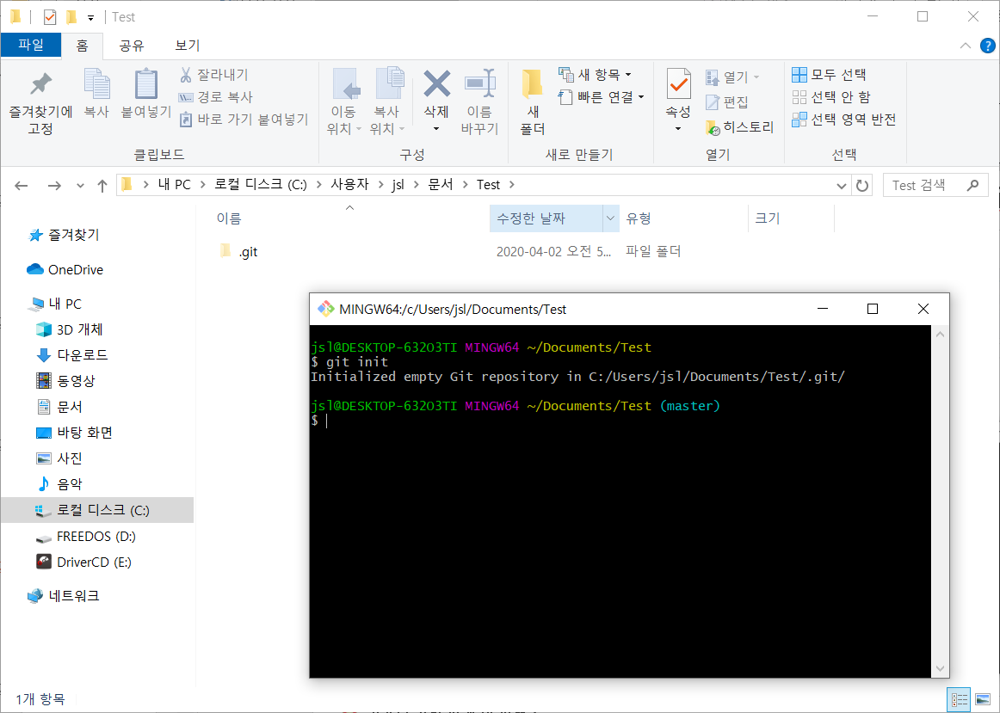 Test
파일 홈 공유 보기
즐겨찾기에 고정
복사
붙여넣기
잘라내기
경로 복사
바로 가기 붙여넣기
클립보드
이동 위치
복사 위치
삭제
이름 바꾸기
구성
새 폴더
새 항목
빠른 연결
새로 만들기
속성
열기
편집
히스토리
열기
모두 선택
선택 안 함
선택 영역 반전
선택
내 PC > 로컬 디스크 (C:) > 사용자 > jsl > 문서 > Test >
Test 검색
이름 수정한 날짜 유형 크기
.git 2020-04-02 오전 5... 파일 폴더
즐겨찾기
OneDrive
내 PC
3D 개체
다운로드
동영상
문서
바탕 화면
사진
음악
로컬 디스크 (C:)
FREEDOS (D:)
DriverCD (E:)
네트워크
MINGW64:/c/Users/jsl/Documents/Test
jsl@DESKTOP-632O3TI MINGW64 ~/Documents/Test
$ git init
Initialized empty Git repository in C:/Users/jsl/Documents/Test/.git/
jsl@DESKTOP-632O3TI MINGW64 ~/Documents/Test (master)
$
1개 항목